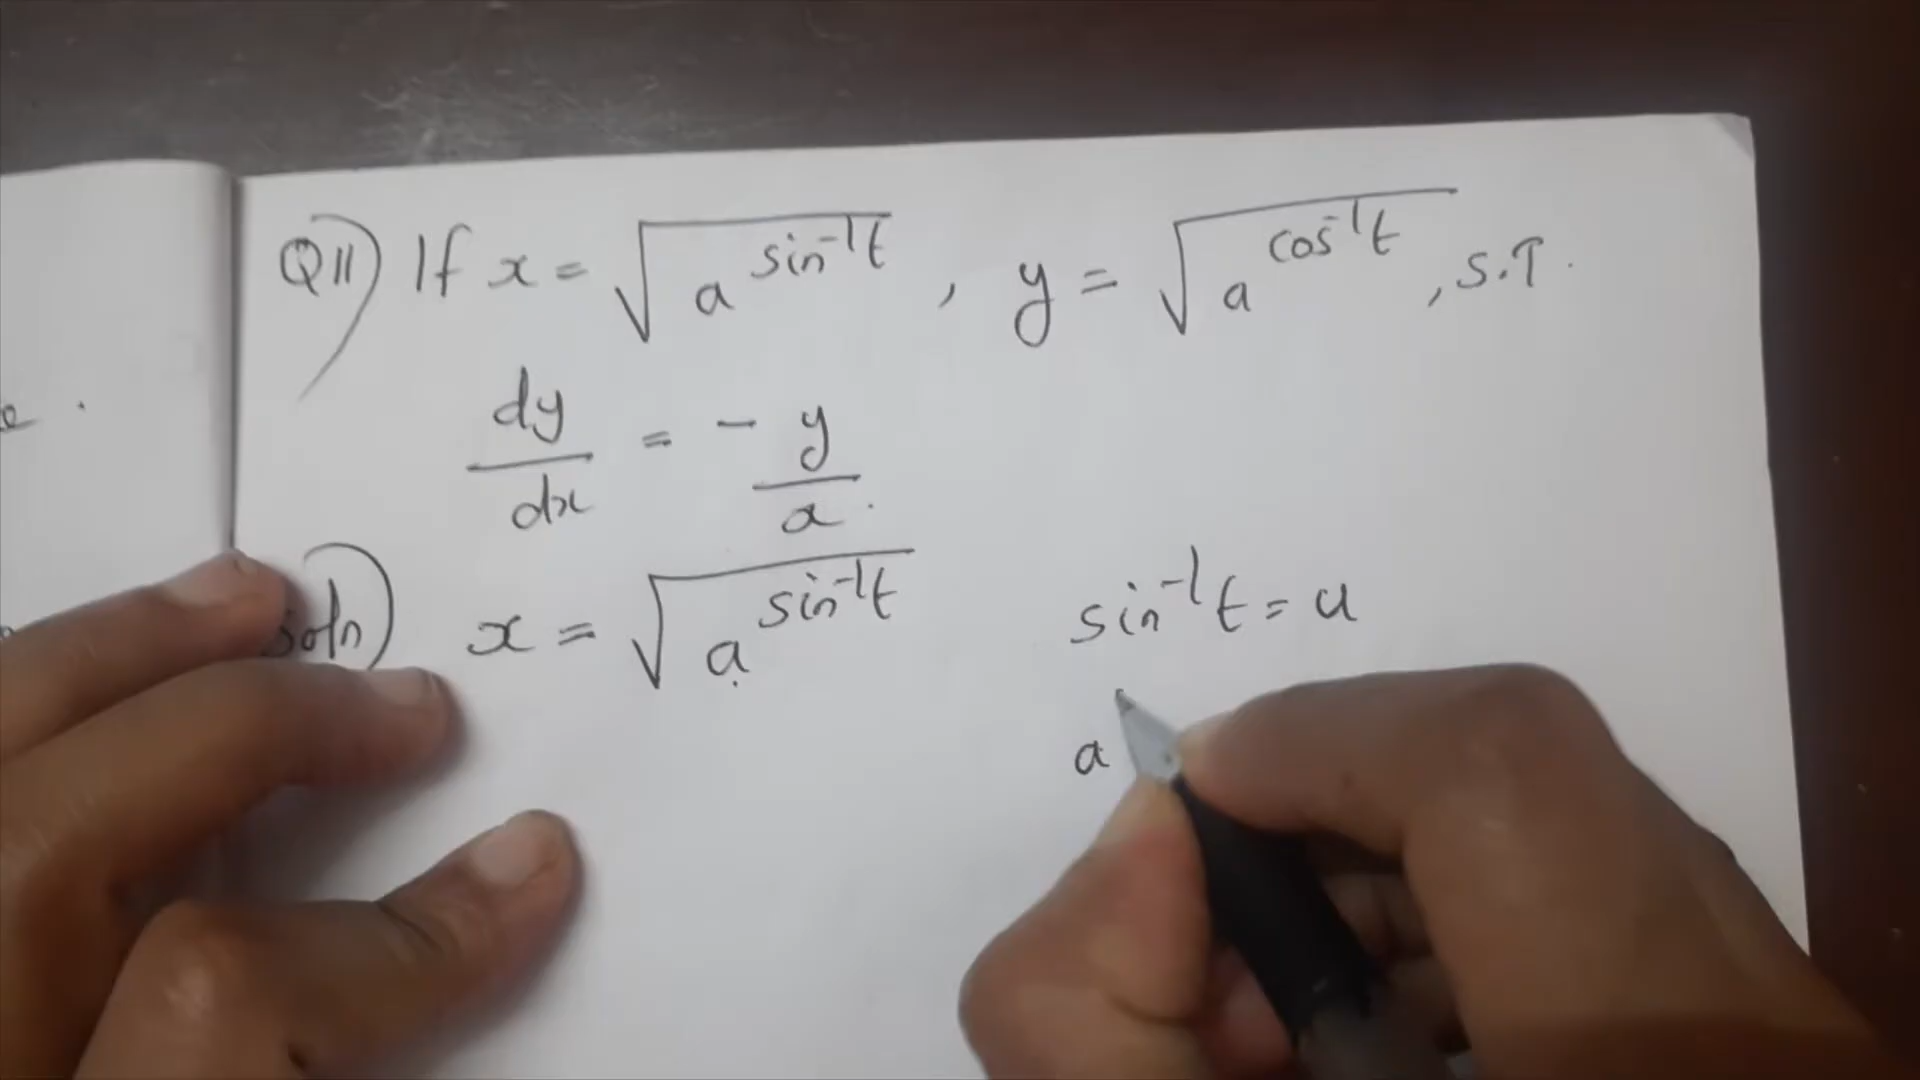 Q11) If x = √a^sin⁻¹t , y = √a^cos⁻¹t , S.T.
dy/dx = - y/x .
Soln) x = √a^sin⁻¹t
sin⁻¹t = u
a